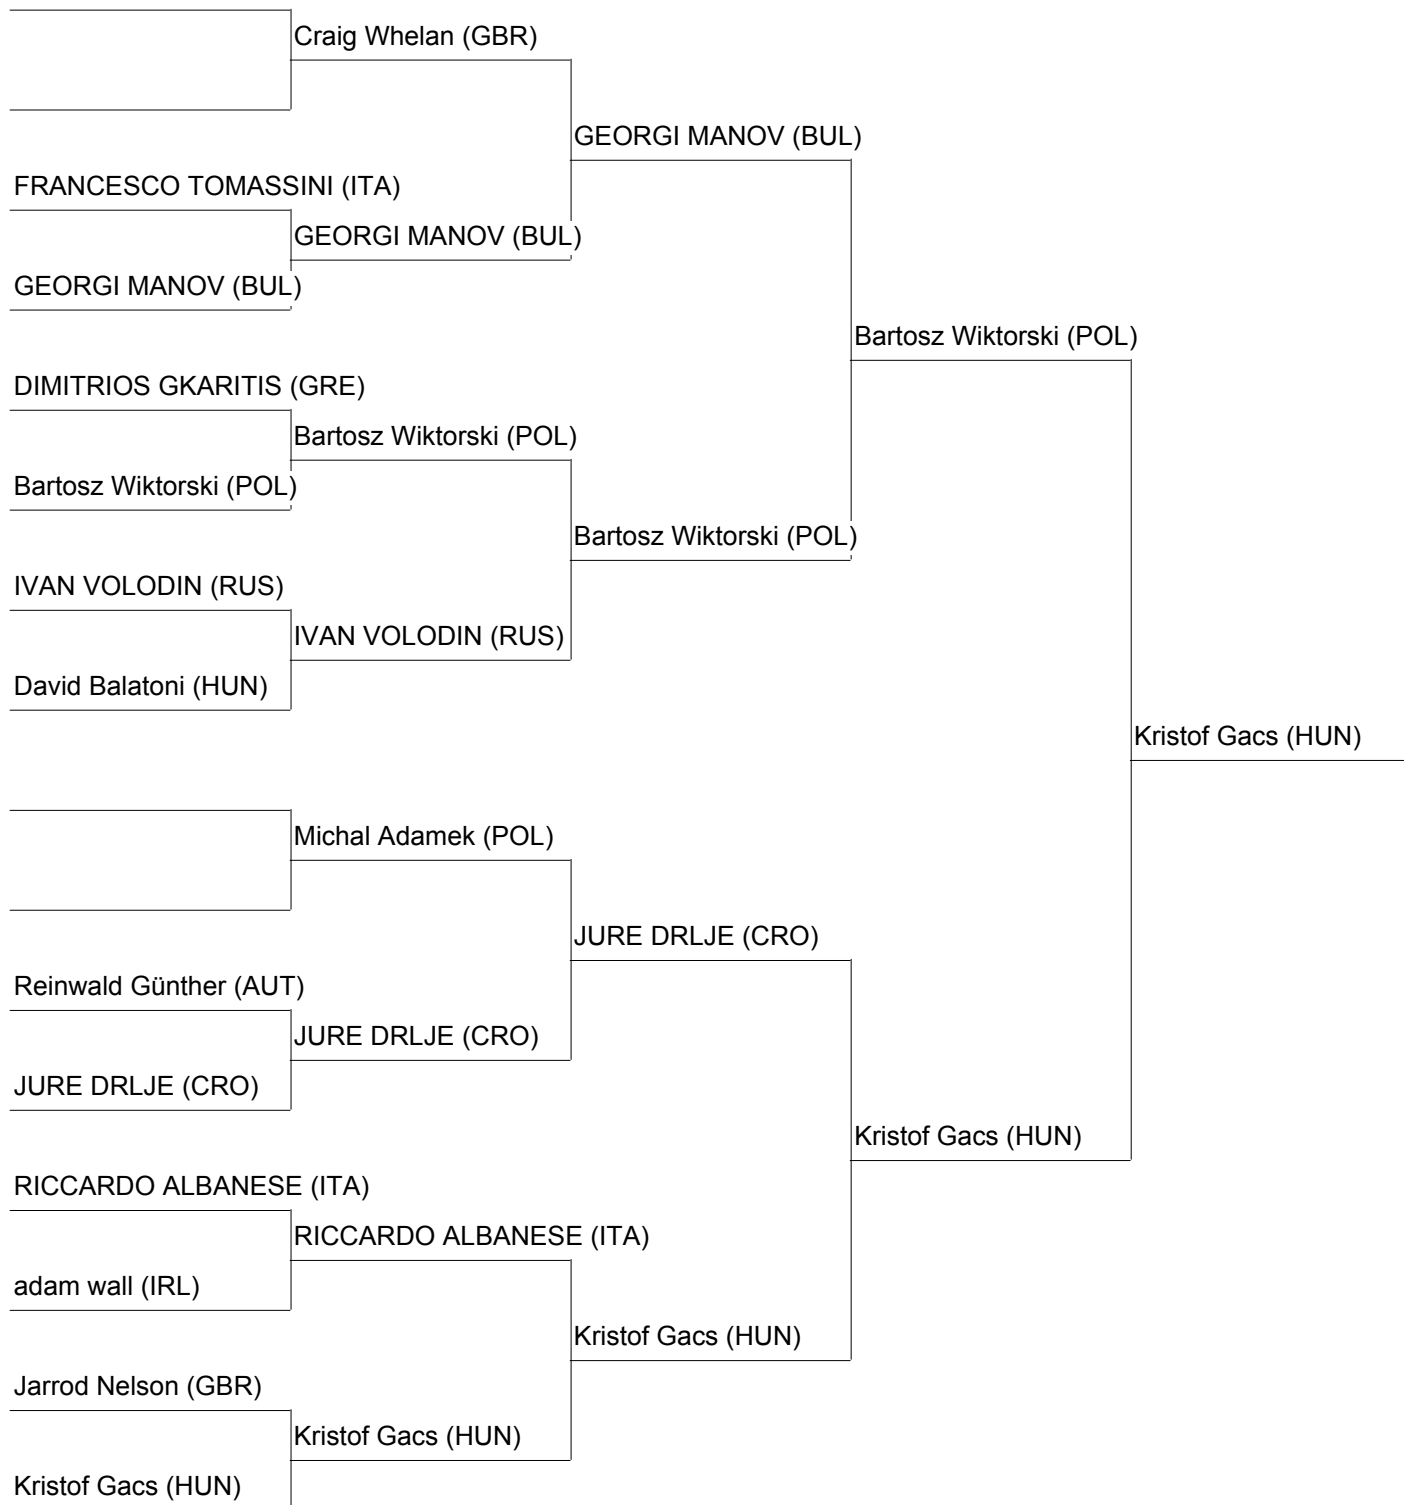 Craig Whelan (GBR)
GEORGI MANOV (BUL)
FRANCESCO TOMASSINI (ITA)
GEORGI MANOV (BUL)
GEORGI MANOV (BUL)
Bartosz Wiktorski (POL)
DIMITRIOS GKARITIS (GRE)
Bartosz Wiktorski (POL)
Bartosz Wiktorski (POL)
Bartosz Wiktorski (POL)
IVAN VOLODIN (RUS)
IVAN VOLODIN (RUS)
David Balatoni (HUN)
Kristof Gacs (HUN)
Michal Adamek (POL)
JURE DRLJE (CRO)
Reinwald Günther (AUT)
JURE DRLJE (CRO)
JURE DRLJE (CRO)
Kristof Gacs (HUN)
RICCARDO ALBANESE (ITA)
RICCARDO ALBANESE (ITA)
adam wall (IRL)
Kristof Gacs (HUN)
Jarrod Nelson (GBR)
Kristof Gacs (HUN)
Kristof Gacs (HUN)